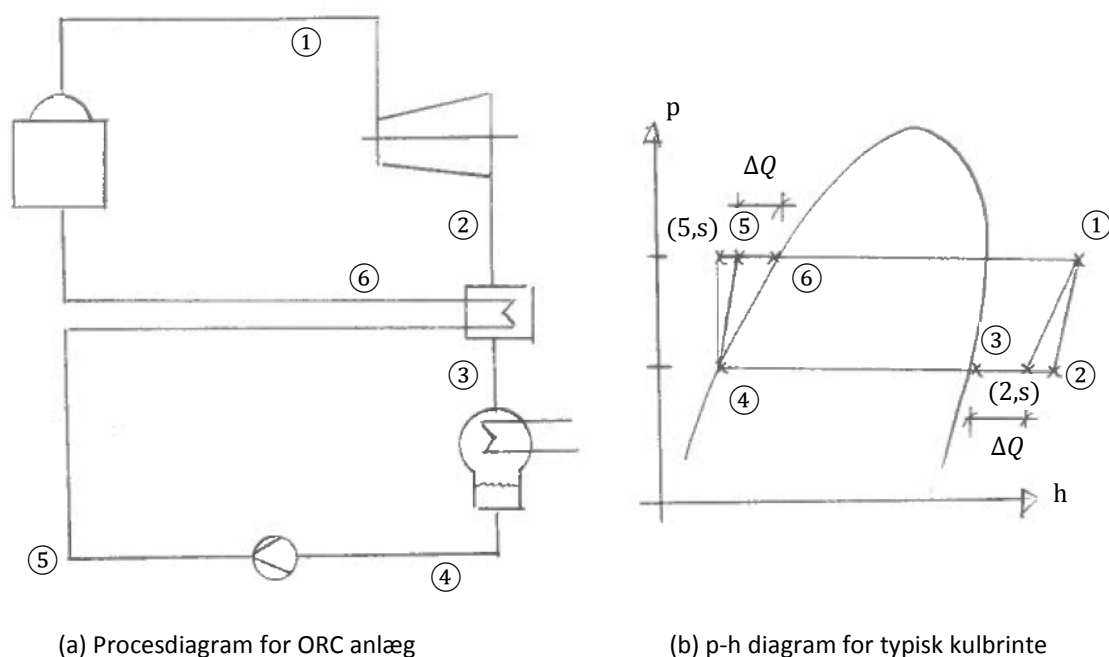 ①
②
⑥
③
⑤
④
p
ΔQ
(5,s)
⑤
①
⑥
③
④
(2,s)
②
ΔQ
h
(a) Procesdiagram for ORC anlæg
(b) p-h diagram for typisk kulbrinte